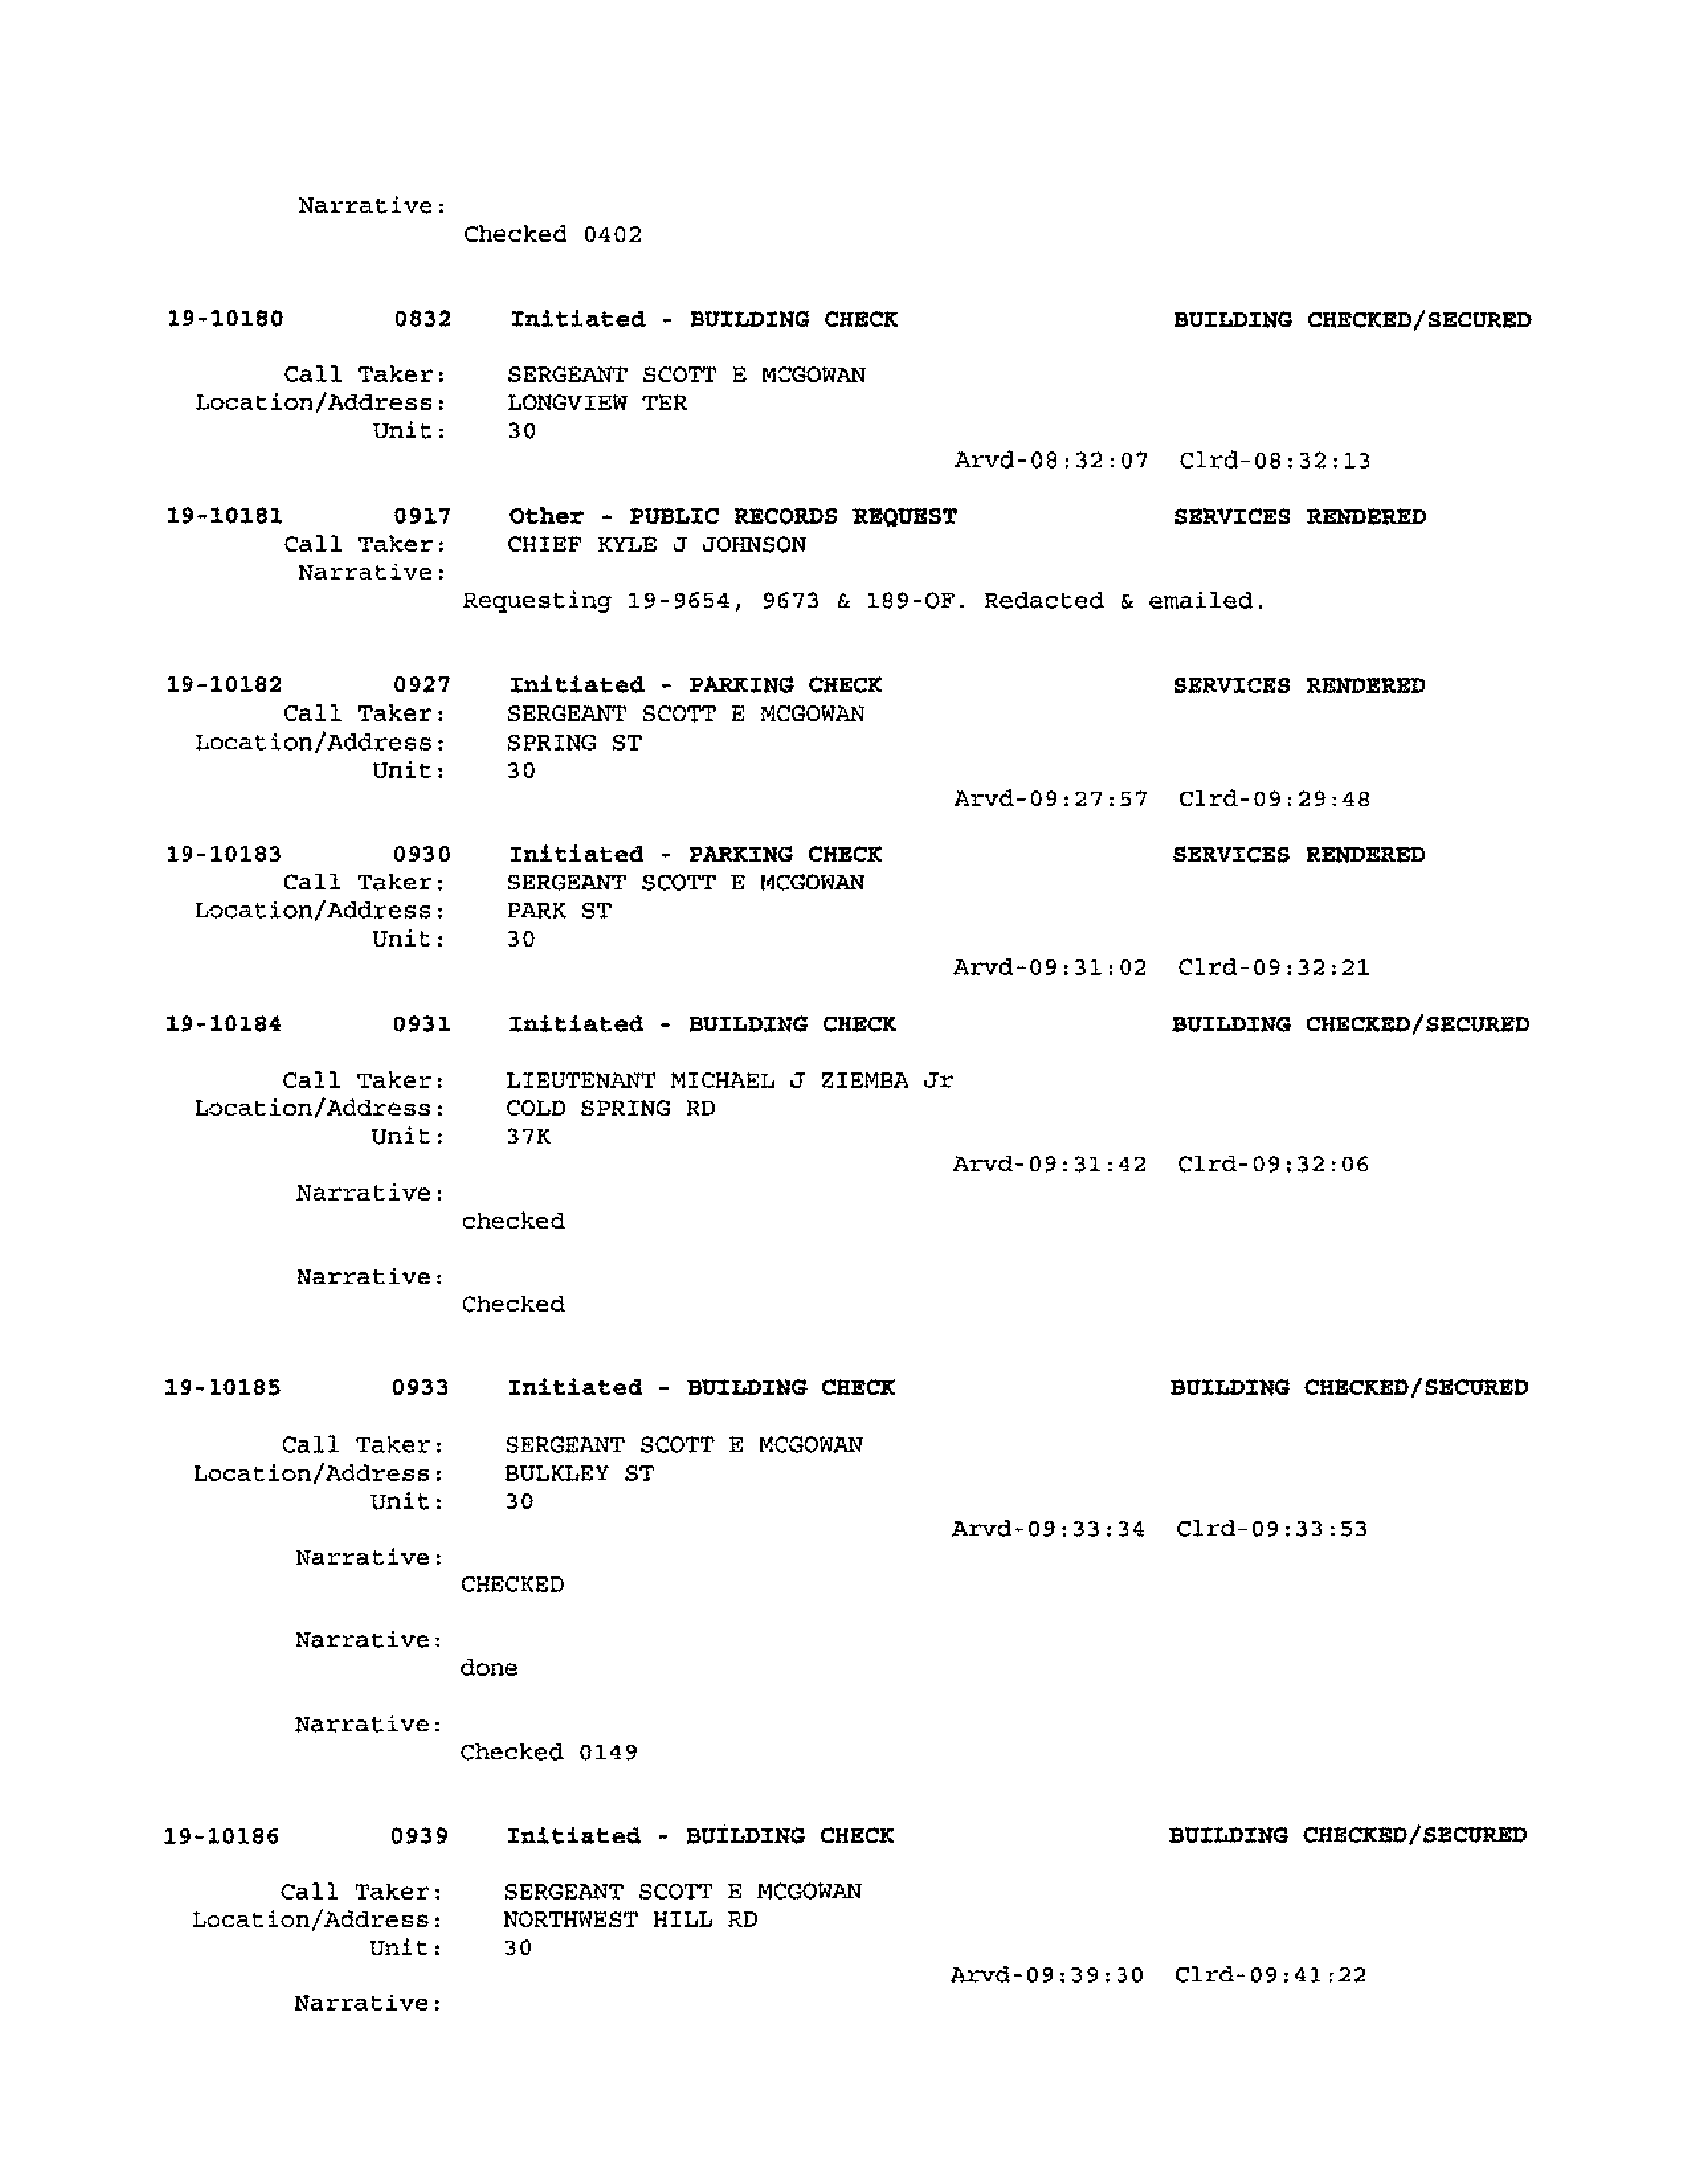 Narrative:
Checked 0402
19-10180 0832 Initiated - BUILDING CHECK BUILDING CHECKED/SECURED
Call Taker: SERGEANT SCOTT E MCGOWAN
Location/Address: LONGVIEW TER
Unit: 30
Arvd-08:32:07 Clrd-08:32:13
19-10181 0917 Other - PUBLIC RECORDS REQUEST SERVICES RENDERED
Call Taker: CHIEF KYLE J JOHNSON
Narrative:
Requesting 19-9654, 9673 & 189-OF. Redacted & emailed.
19-10182 0927 Initiated - PARKING CHECK SERVICES RENDERED
Call Taker: SERGEANT SCOTT E MCGOWAN
Location/Address: SPRING ST
Unit: 30
Arvd-09:27:57 Clrd-09:29:48
19-10183 0930 Initiated - PARKING CHECK SERVICES RENDERED
Call Taker: SERGEANT SCOTT E MCGOWAN
Location/Address: PARK ST
Unit: 30
Arvd-09:31:02 Clrd-09:32:21
19-10184 0931 Initiated - BUILDING CHECK BUILDING CHECKED/SECURED
Call Taker: LIEUTENANT MICHAEL J ZIEMBA Jr
Location/Address: COLD SPRING RD
Unit: 37K
Arvd-09:31:42 Clrd-09:32:06
Narrative:
checked
Narrative:
Checked
19-10185 0933 Initiated - BUILDING CHECK BUILDING CHECKED/SECURED
Call Taker: SERGEANT SCOTT E MCGOWAN
Location/Address: BULKLEY ST
Unit: 30
Arvd-09:33:34 Clrd-09:33:53
Narrative:
CHECKED
Narrative:
done
Narrative:
Checked 0149
19-10186 0939 Initiated - BUILDING CHECK BUILDING CHECKED/SECURED
Call Taker: SERGEANT SCOTT E MCGOWAN
Location/Address: NORTHWEST HILL RD
Unit: 30
Arvd-09:39:30 Clrd-09:41:22
Narrative: